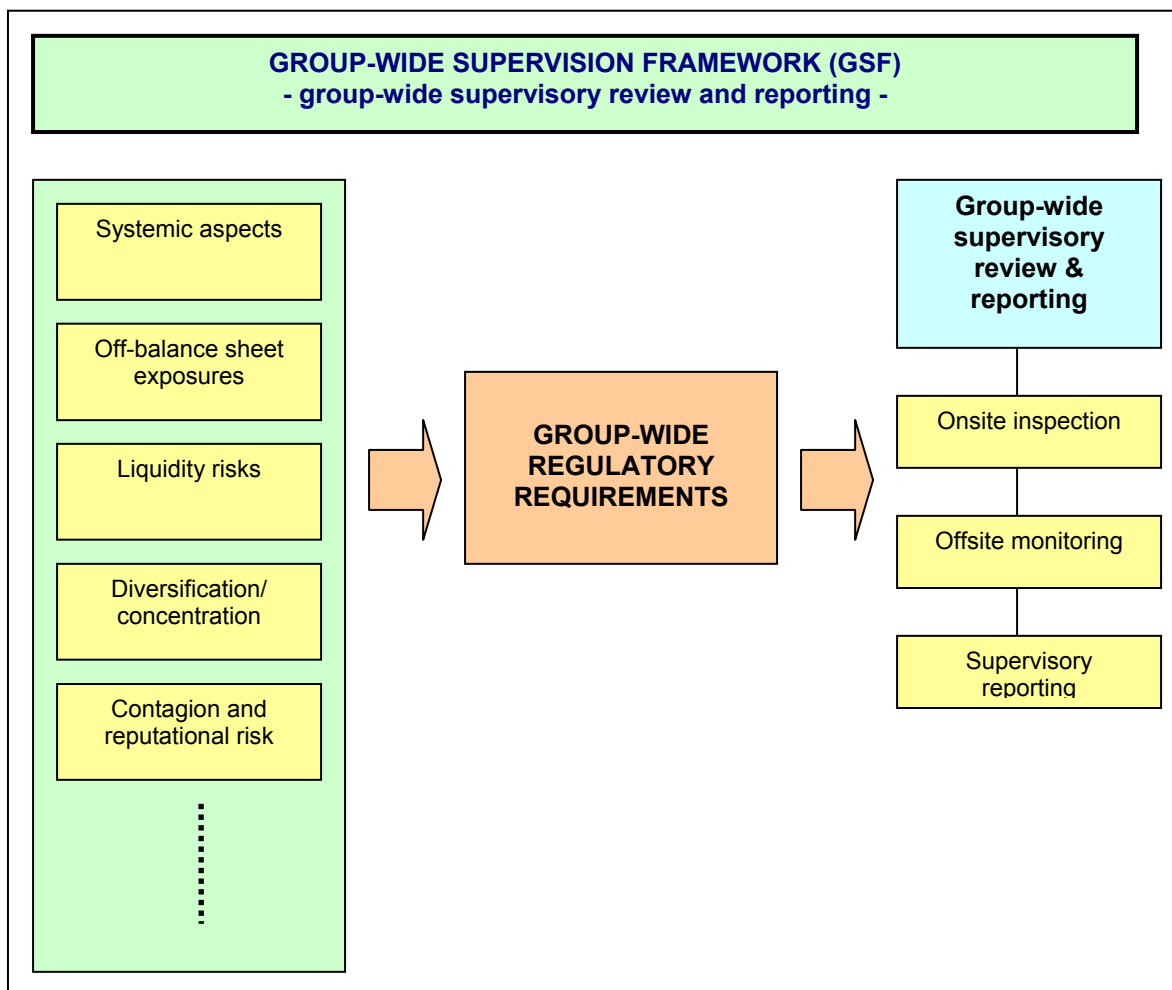 GROUP-WIDE SUPERVISION FRAMEWORK (GSF)
- group-wide supervisory review and reporting -
Systemic aspects
Off-balance sheet
exposures
Liquidity risks
Diversification/
concentration
Contagion and
reputational risk
GROUP-WIDE
REGULATORY
REQUIREMENTS
Group-wide
supervisory
review &
reporting
Onsite inspection
Offsite monitoring
Supervisory
reporting